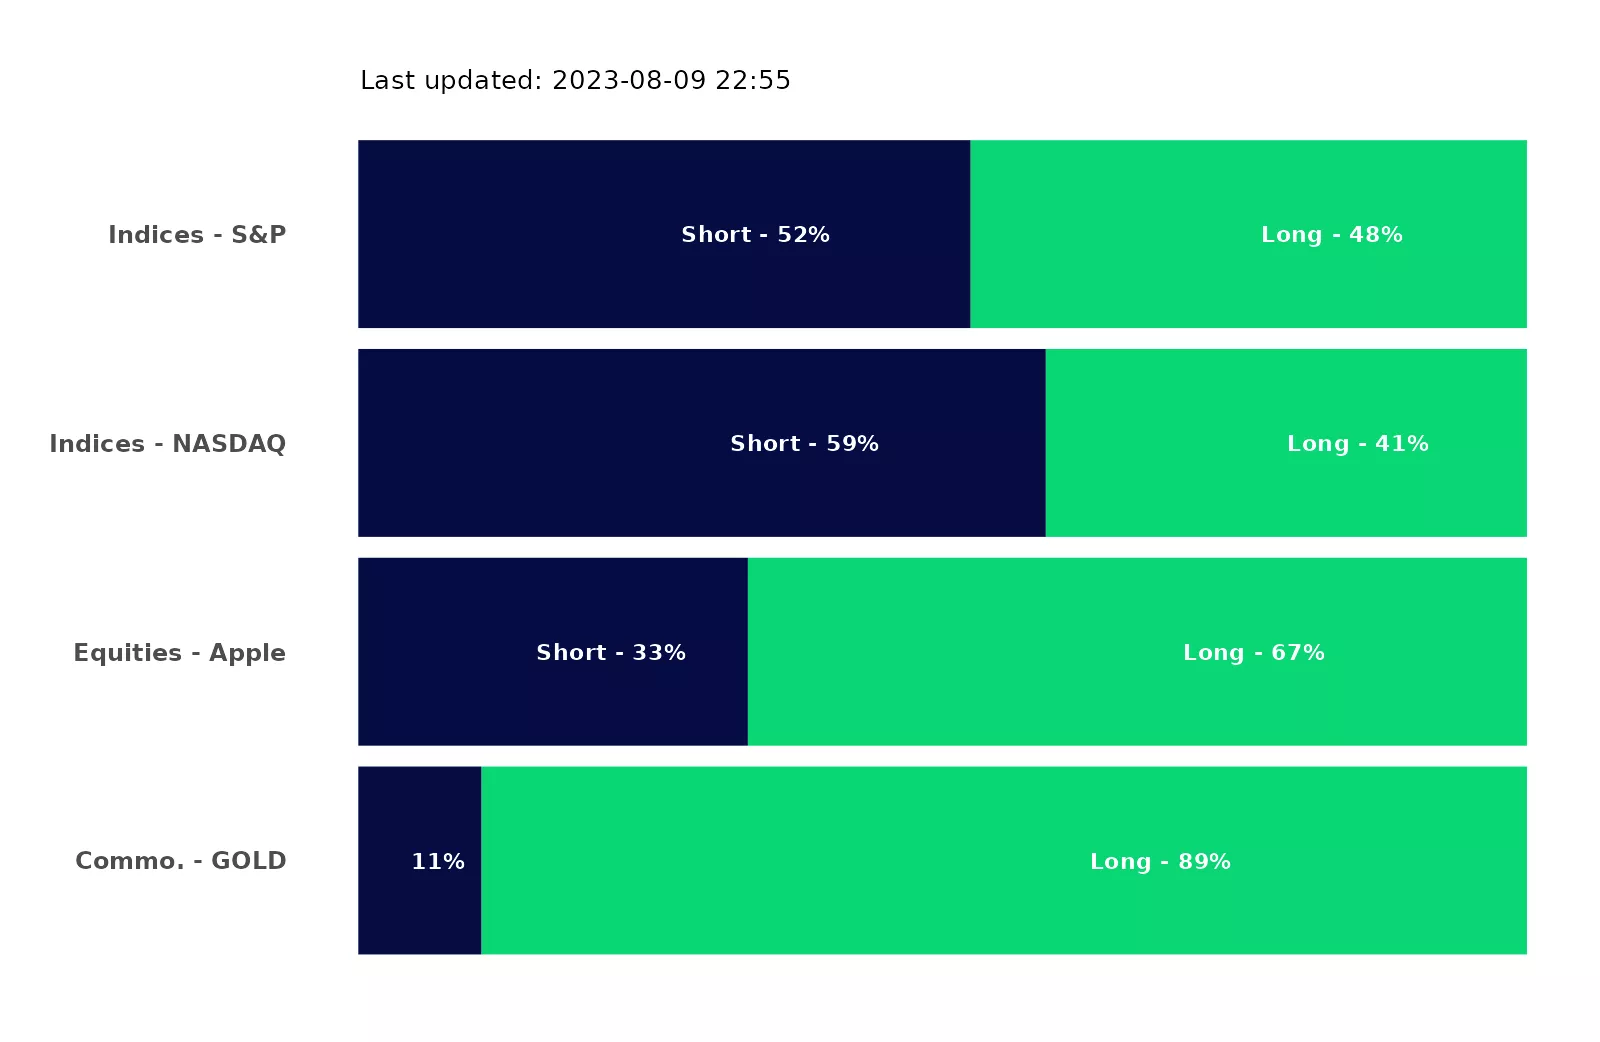 Last updated: 2023-08-09 22:55
Indices - S&P
Short - 52%
Long - 48%
Indices - NASDAQ
Short - 59%
Long - 41%
Equities - Apple
Short - 33%
Long - 67%
Commo. - GOLD
11%
Long - 89%